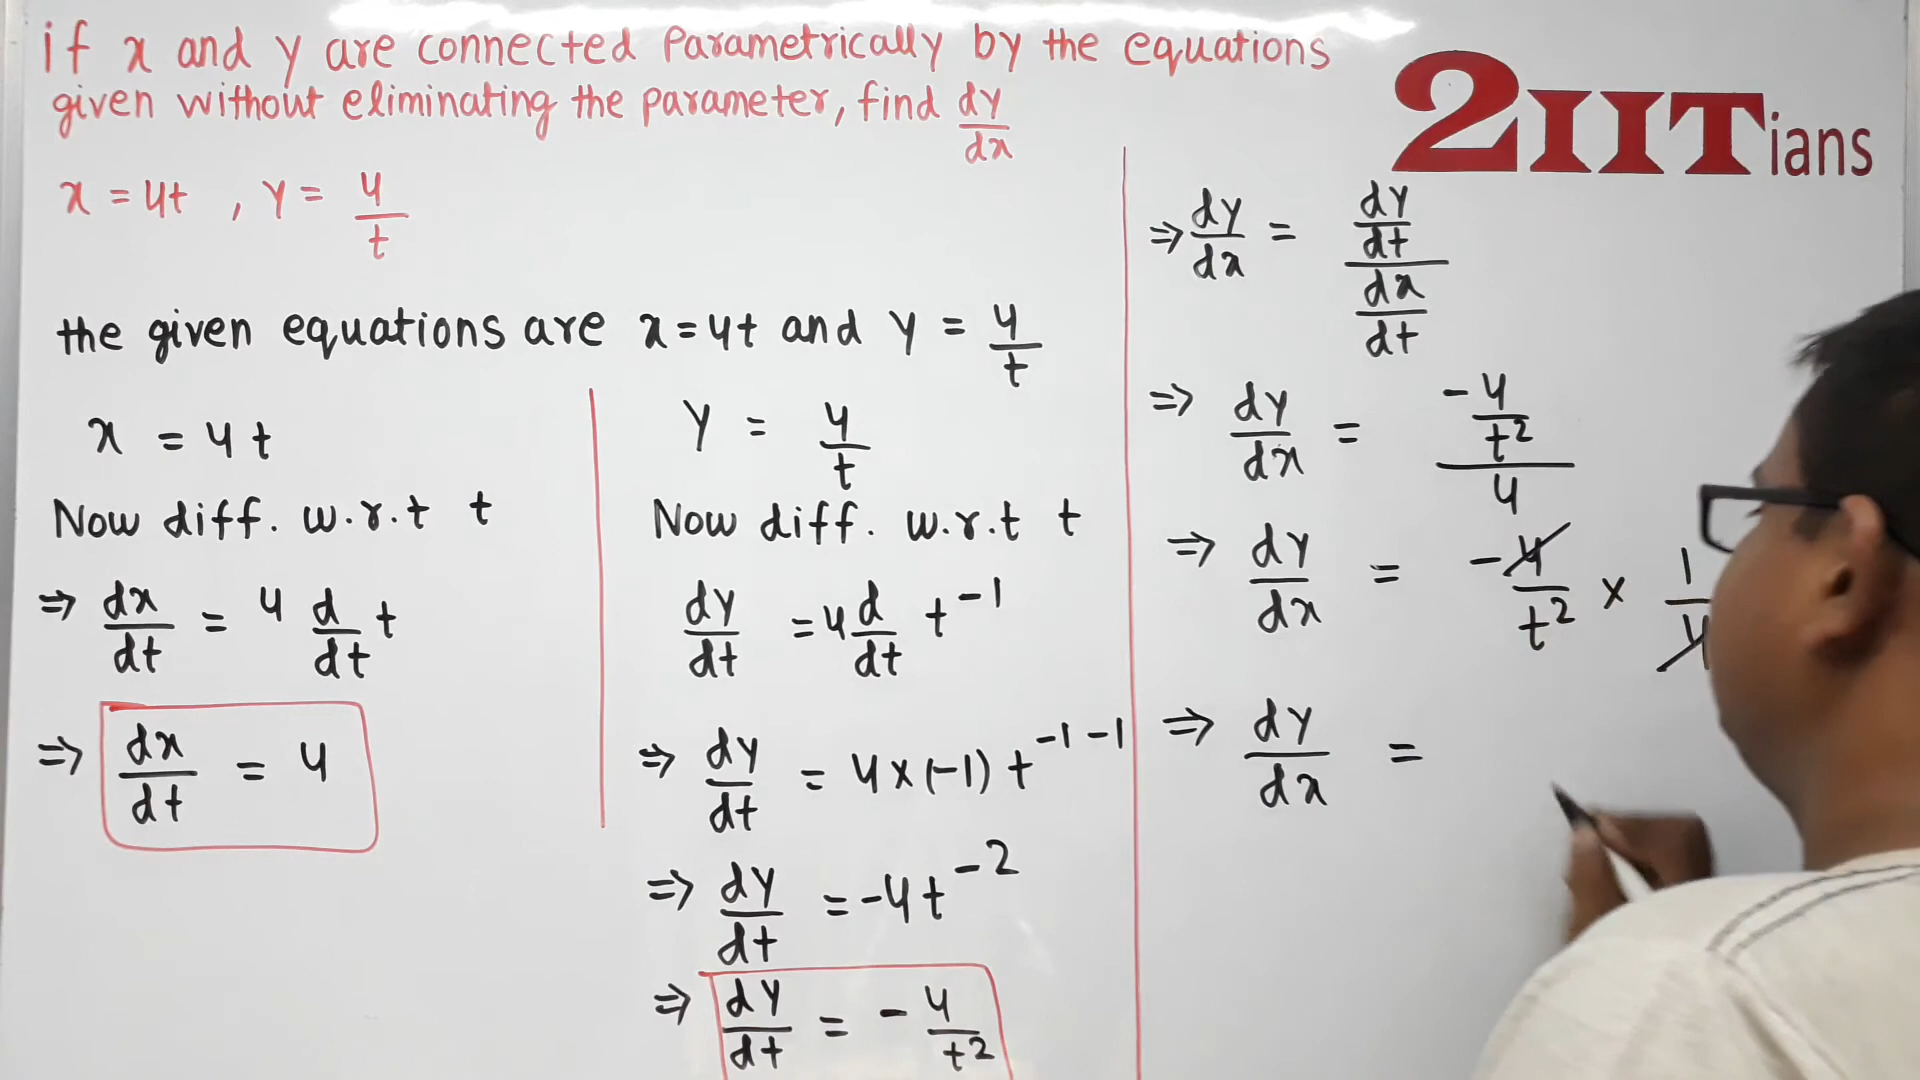 if x and y are connected parametrically by the equations
given without eliminating the parameter, find dy/dx
x = 4t , y = 4/t
the given equations are x = 4t and y = 4/t
x = 4t
Now diff. w.r.t t
⇒ dx/dt = 4 d/dt t
⇒ dx/dt = 4
y = 4/t
Now diff. w.r.t t
dy/dt = 4 d/dt t^-1
⇒ dy/dt = 4 × (-1) t^-1-1
⇒ dy/dt = -4t^-2
⇒ dy/dt = -4/t^2
2IITians
⇒ dy/dx = (dy/dt)/(dx/dt)
⇒ dy/dx = (-4/t^2)/4
⇒ dy/dx = -4/t^2 × 1/4
⇒ dy/dx =